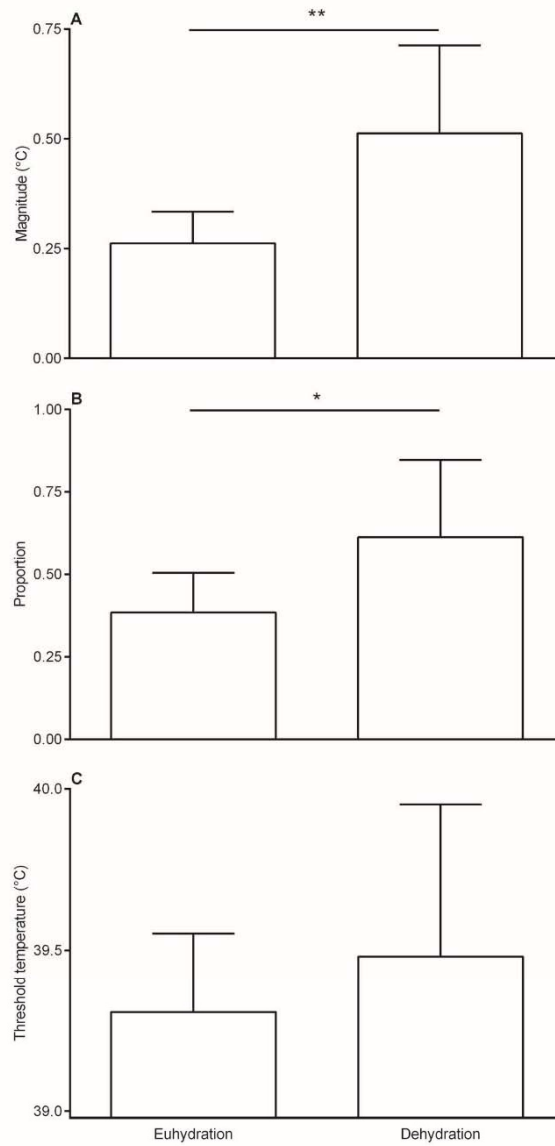 A
**
0.75
0.50
0.25
0.00
Magnitude (°C)
B
*
1.00
0.75
0.50
0.25
0.00
Proportion
C
40.0
39.5
39.0
Threshold temperature (°C)
Euhydration Dehydration